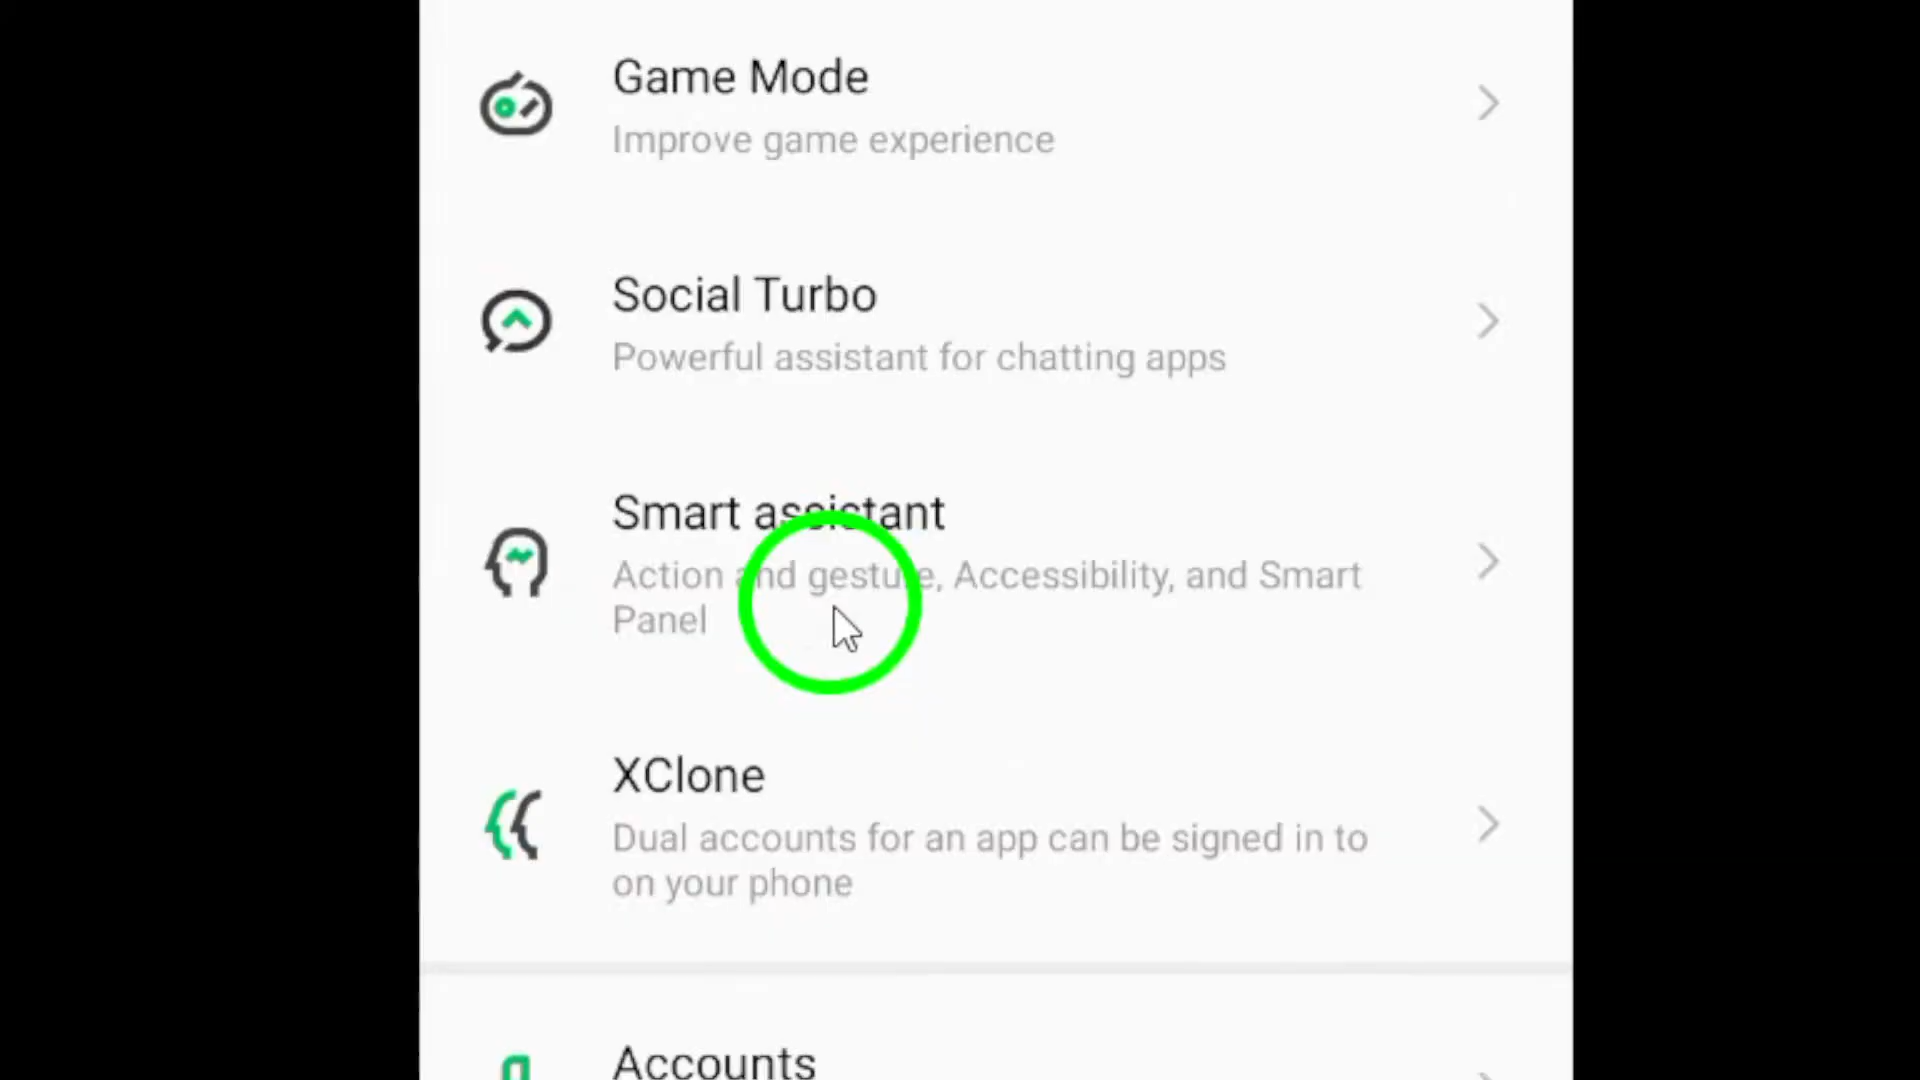 Game Mode
Improve game experience
Social Turbo
Powerful assistant for chatting apps
Smart assistant
Action and gesture, Accessibility, and Smart
Panel
XClone
Dual accounts for an app can be signed in to
on your phone
Accounts